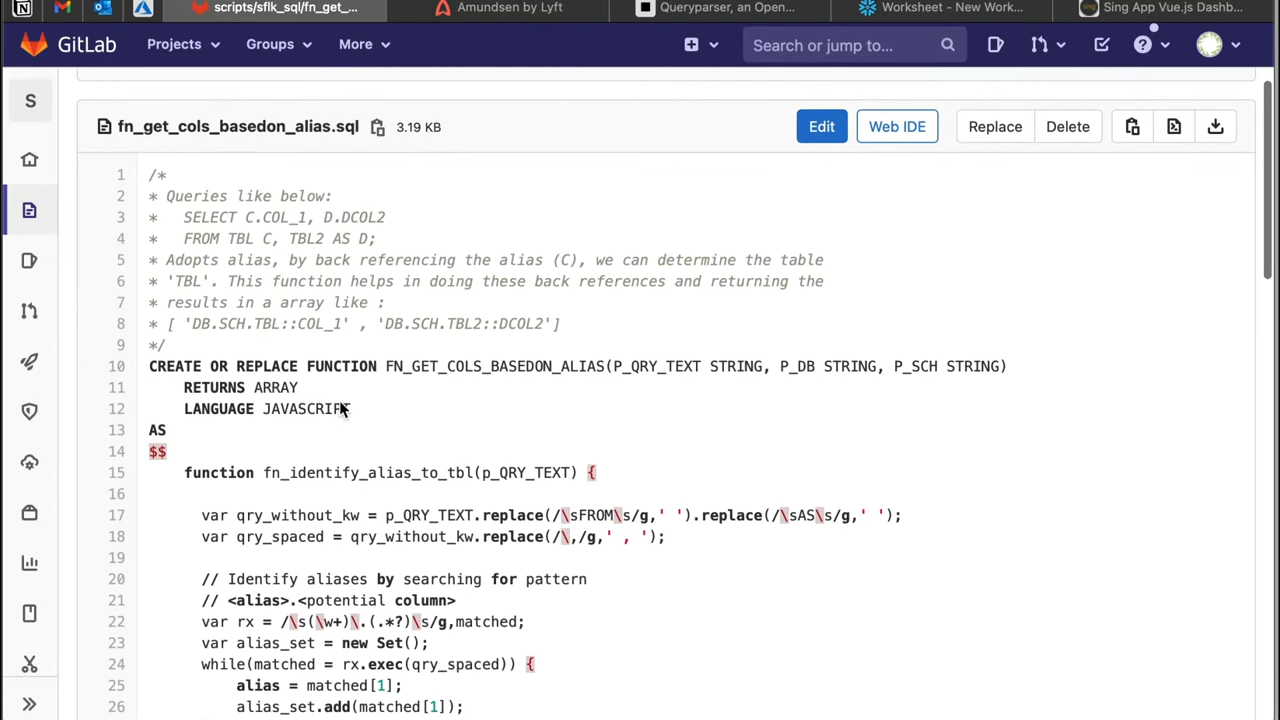 scripts/sflk_sql/fn_get_... Amundsen by Lyft Queryparser, an Open... Worksheet - New Work... Sing App Vue.js Dashb...
GitLab Projects Groups More Search or jump to...
S
fn_get_cols_basedon_alias.sql 3.19 KB Edit Web IDE Replace Delete
1 /*
2 * Queries like below:
3 *   SELECT C.COL_1, D.DCOL2
4 *   FROM TBL C, TBL2 AS D;
5 * Adopts alias, by back referencing the alias (C), we can determine the table
6 * 'TBL'. This function helps in doing these back references and returning the
7 * results in a array like :
8 * [ 'DB.SCH.TBL::COL_1' , 'DB.SCH.TBL2::DCOL2']
9 */
10 CREATE OR REPLACE FUNCTION FN_GET_COLS_BASEDON_ALIAS(P_QRY_TEXT STRING, P_DB STRING, P_SCH STRING)
11     RETURNS ARRAY
12     LANGUAGE JAVASCRIPT
13 AS
14 $$
15     function fn_identify_alias_to_tbl(p_QRY_TEXT) {
16
17       var qry_without_kw = p_QRY_TEXT.replace(/\sFROM\s/g,' ').replace(/\sAS\s/g,' ');
18       var qry_spaced = qry_without_kw.replace(/\,/g,' , ');
19
20       // Identify aliases by searching for pattern
21       // <alias>.<potential column>
22       var rx = /\s(\w+)\.(.*?)\s/g,matched;
23       var alias_set = new Set();
24       while(matched = rx.exec(qry_spaced)) {
25           alias = matched[1];
26           alias_set.add(matched[1]);